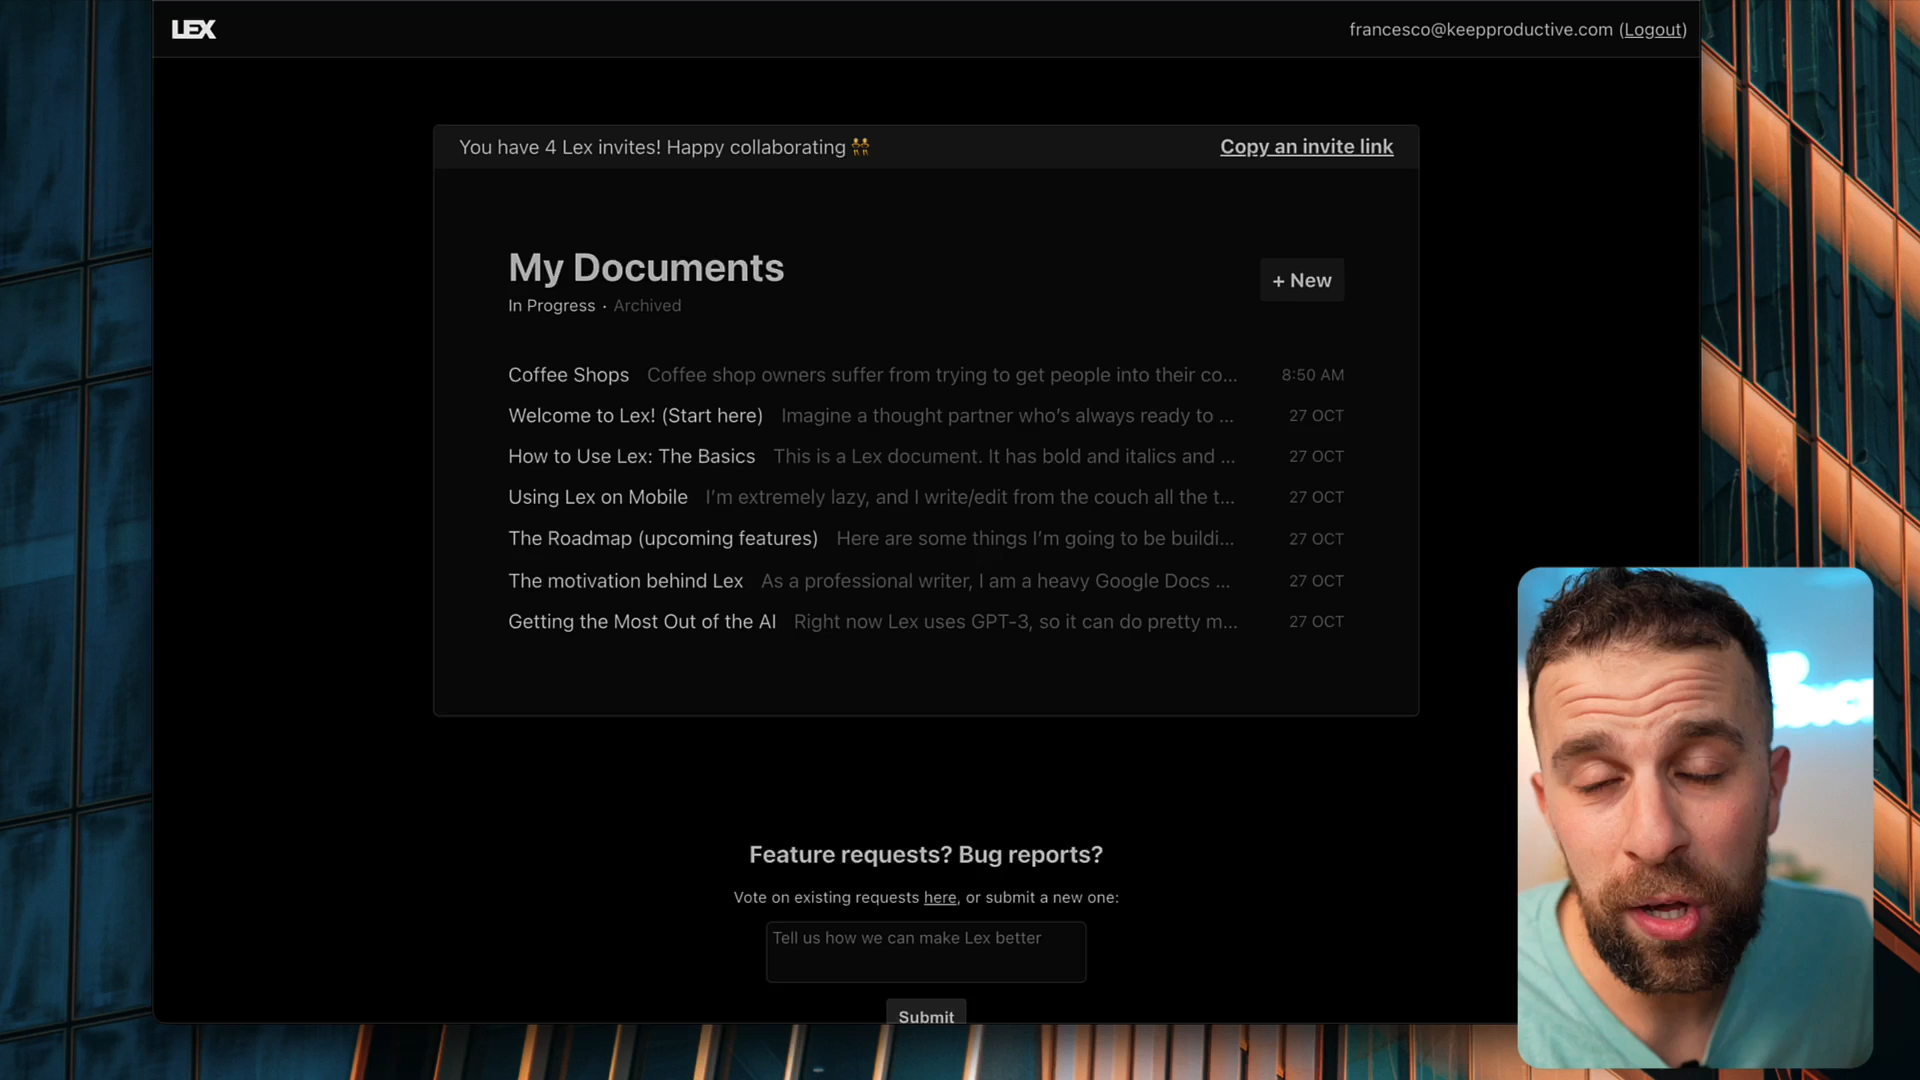 LEX
francesco@keepproductive.com (Logout)
You have 4 Lex invites! Happy collaborating 👯
Copy an invite link
My Documents
+ New
In Progress · Archived
Coffee Shops Coffee shop owners suffer from trying to get people into their co... 8:50 AM
Welcome to Lex! (Start here) Imagine a thought partner who’s always ready to ... 27 OCT
How to Use Lex: The Basics This is a Lex document. It has bold and italics and ... 27 OCT
Using Lex on Mobile I’m extremely lazy, and I write/edit from the couch all the t... 27 OCT
The Roadmap (upcoming features) Here are some things I’m going to be buildi... 27 OCT
The motivation behind Lex As a professional writer, I am a heavy Google Docs ... 27 OCT
Getting the Most Out of the AI Right now Lex uses GPT-3, so it can do pretty m... 27 OCT
Feature requests? Bug reports?
Vote on existing requests here, or submit a new one:
Tell us how we can make Lex better
Submit